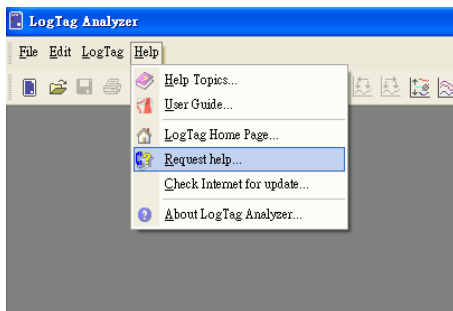 LogTag Analyzer
File Edit LogTag Help
Help Topics...
User Guide...
LogTag Home Page...
Request help...
Check Internet for update...
About LogTag Analyzer...